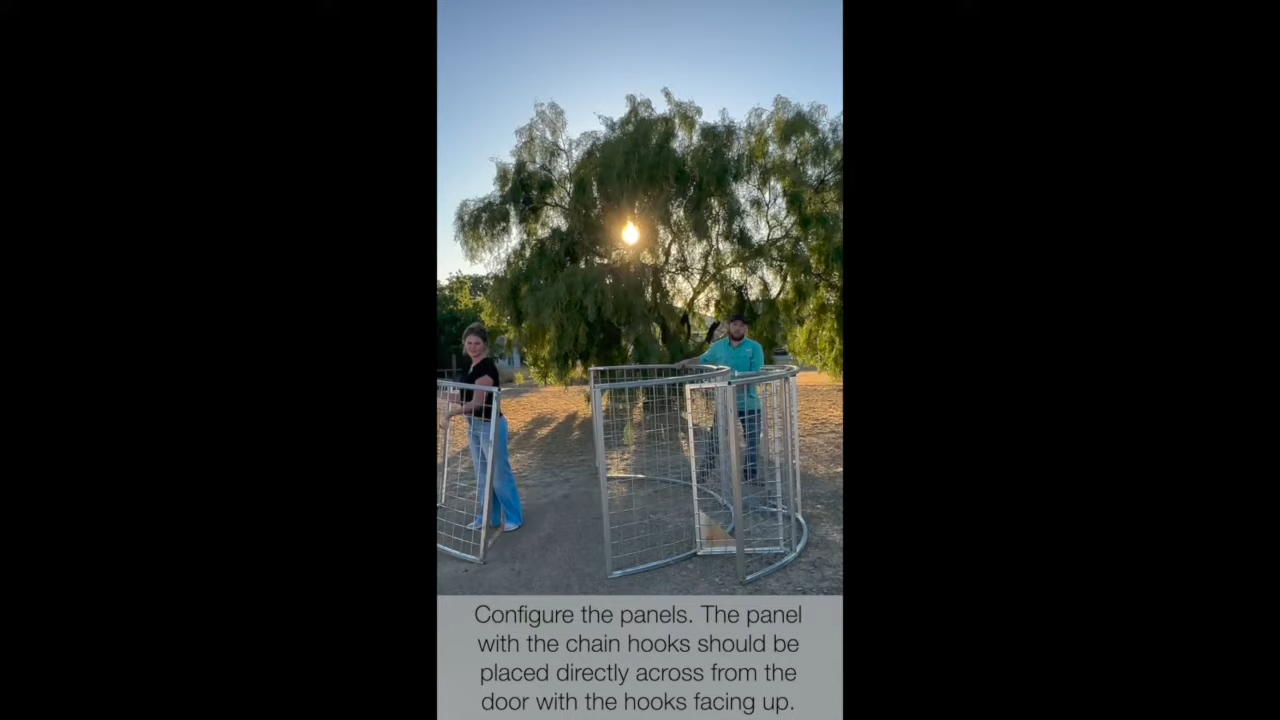 Configure the panels. The panel
with the chain hooks should be
placed directly across from the
door with the hooks facing up.